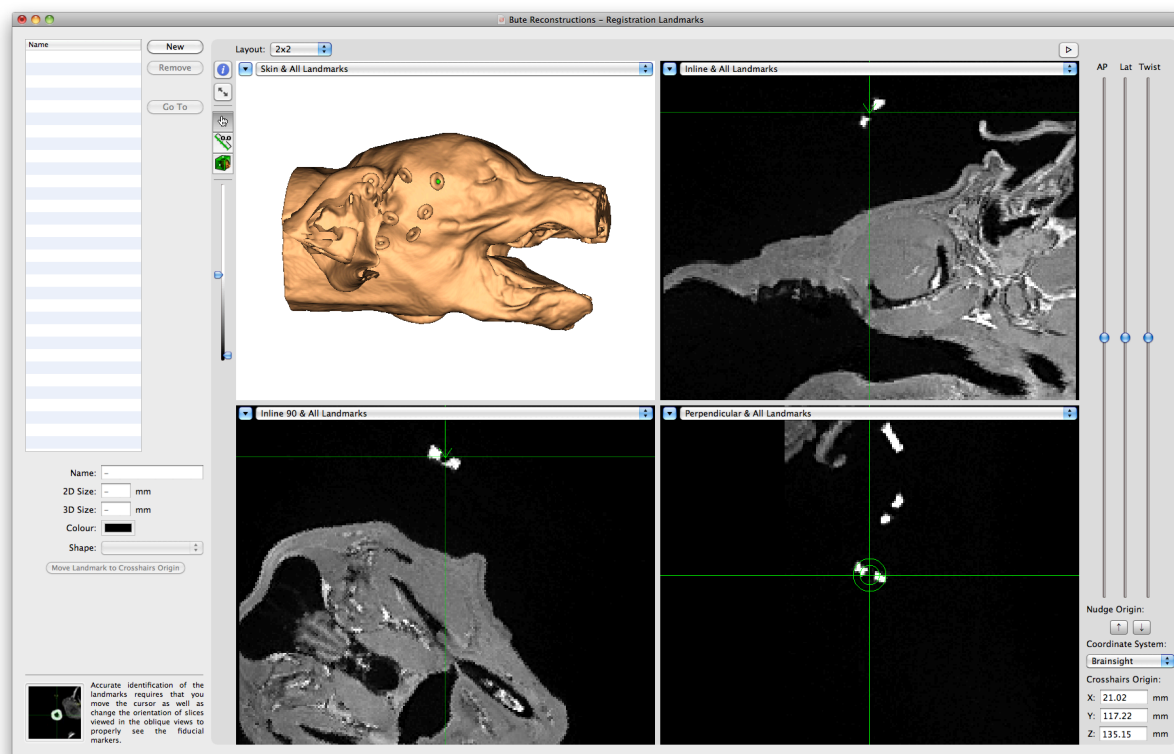 Bute Reconstructions – Registration Landmarks
Name
New
Remove
Go To
Layout: 2x2
Skin & All Landmarks
Inline & All Landmarks
AP Lat Twist
Inline 90 & All Landmarks
Perpendicular & All Landmarks
Name: –
2D Size: – mm
3D Size: – mm
Colour:
Shape:
Move Landmark to Crosshairs Origin
Accurate identification of the
landmarks requires that you
move the cursor as well as
change the orientation of slices
viewed in the oblique views to
properly see the fiducial
markers.
Nudge Origin:
Coordinate System:
Brainsight
Crosshairs Origin:
X: 21.02 mm
Y: 117.22 mm
Z: 135.15 mm